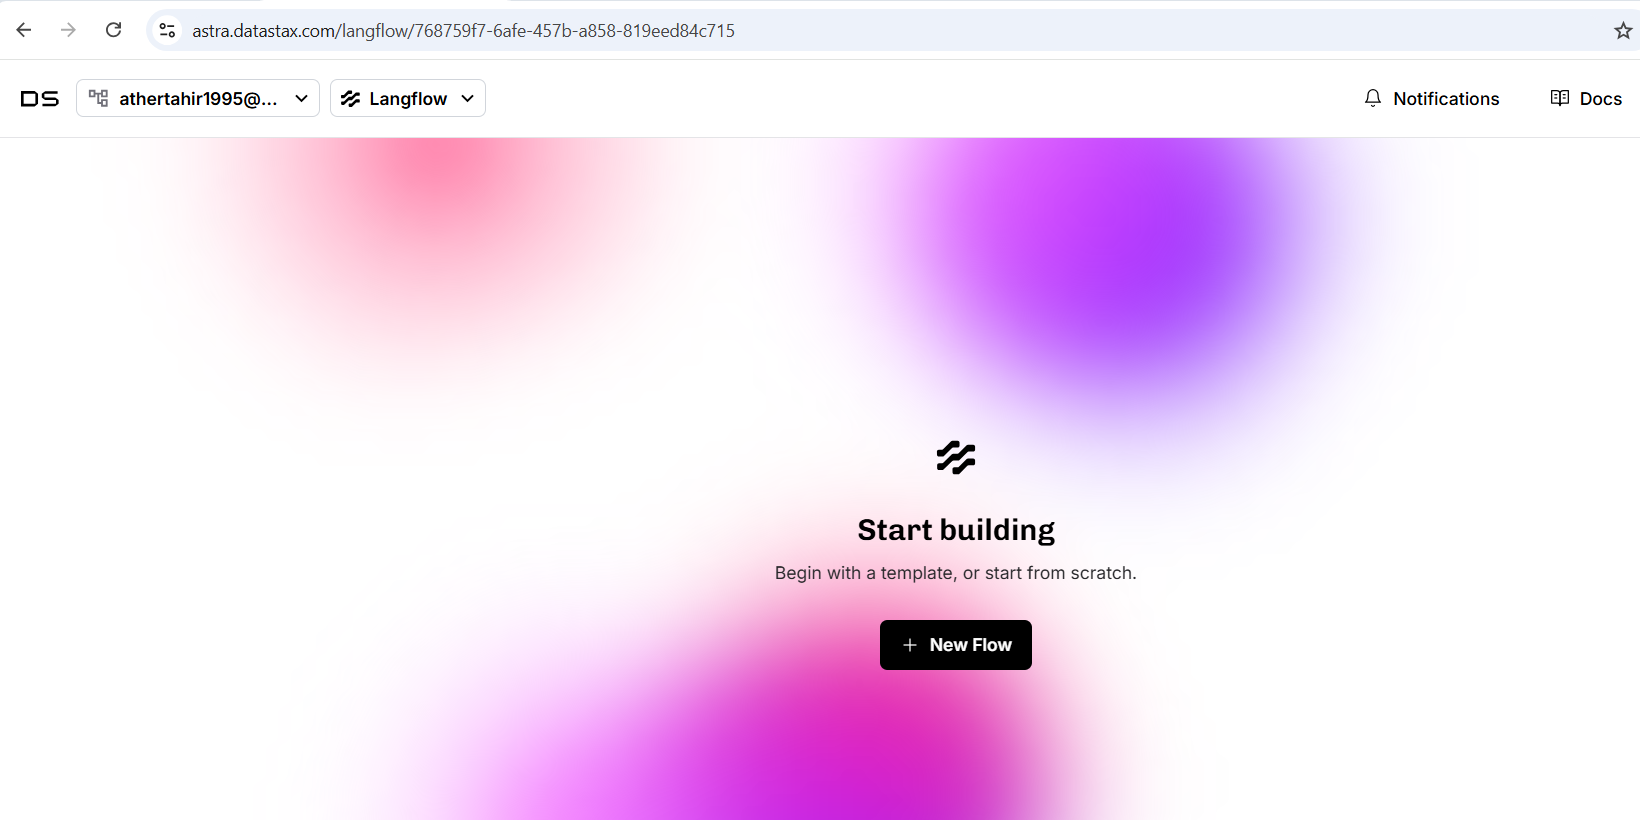 astra.datastax.com/langflow/768759f7-6afe-457b-a858-819eed84c715
DS athertahir1995@... Langflow Notifications Docs
Start building
Begin with a template, or start from scratch.
+ New Flow